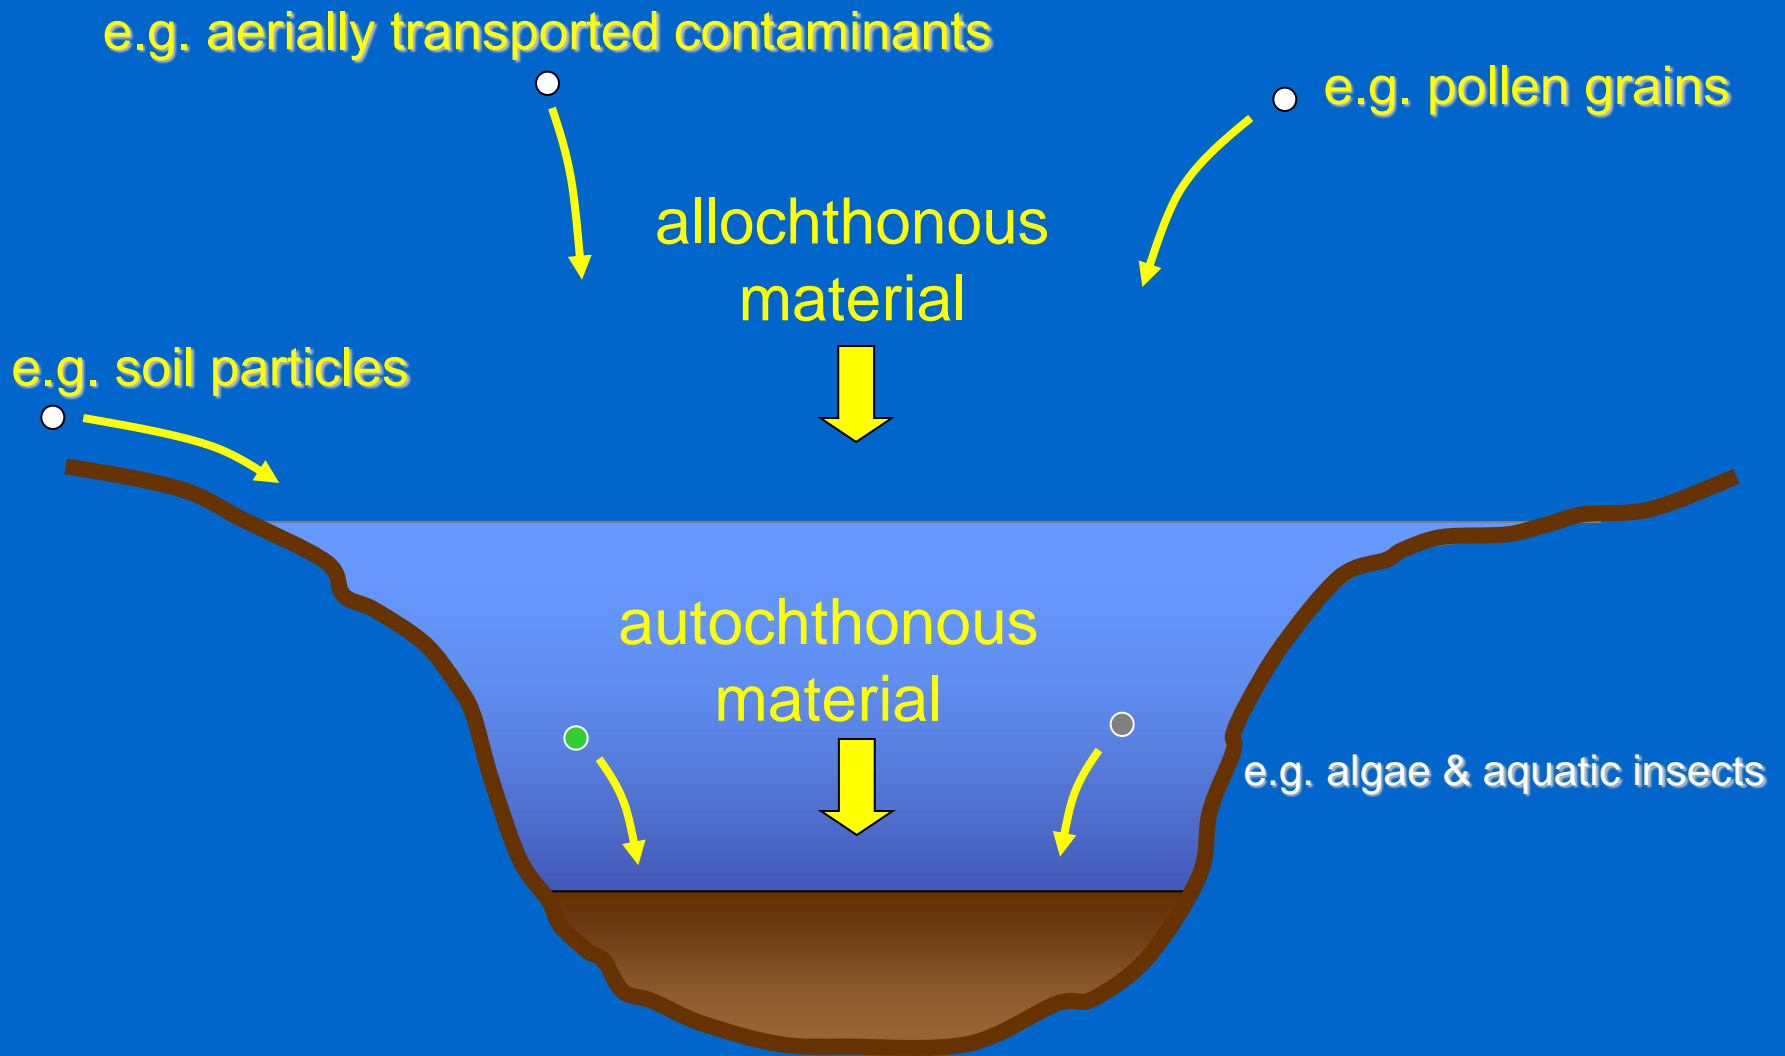 e.g. aerially transported contaminants
e.g. pollen grains
allochthonous
material
e.g. soil particles
autochthonous
material
e.g. algae & aquatic insects